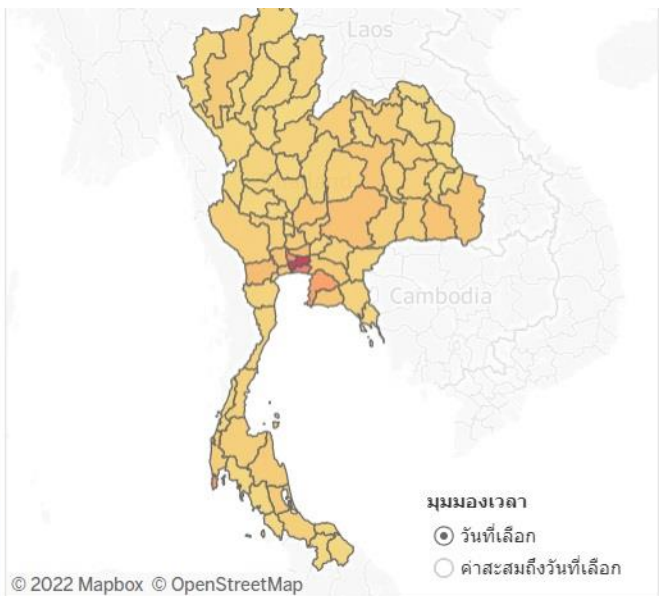 Laos
Cambodia
มุมมองเวลา
วันที่เลือก
ค่าสะสมถึงวันที่เลือก
© 2022 Mapbox © OpenStreetMap